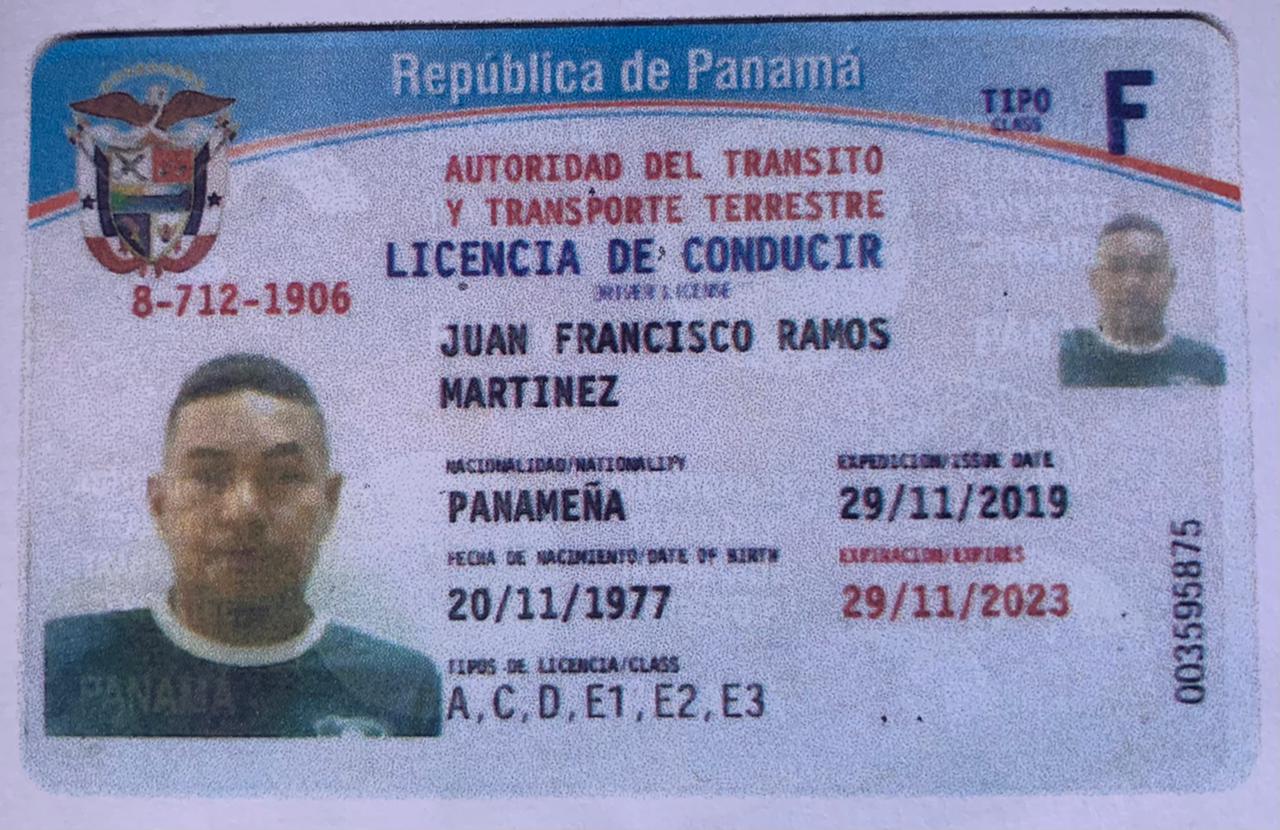 República de Panamá
TIPO
CLASS
F
AUTORIDAD DEL TRANSITO
Y TRANSPORTE TERRESTRE
LICENCIA DE CONDUCIR
DRIVER LICENSE
8-712-1906
JUAN FRANCISCO RAMOS
MARTINEZ
NACIONALIDAD/NATIONALITY
PANAMEÑA
EXPEDICION/ISSUE DATE
29/11/2019
FECHA DE NACIMIENTO/DATE OF BIRTH
20/11/1977
EXPIRACION/EXPIRES
29/11/2023
TIPOS DE LICENCIA/CLASS
A,C,D,E1,E2,E3
003595875
PANAMÁ